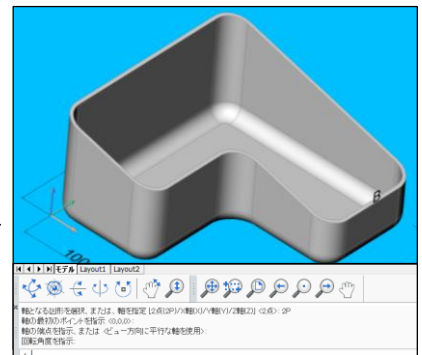 6
100
モデル Layout1 Layout2
軸となる図形を選択、または、軸を指定 [2点(2P)/X軸(X)/Y軸(Y)/Z軸(Z)] <2点>: 2P
軸の最初のポイントを指示 <0,0,0>:
軸の端点を指示、または <ビュー方向に平行な軸を使用>:
回転角度を指示: